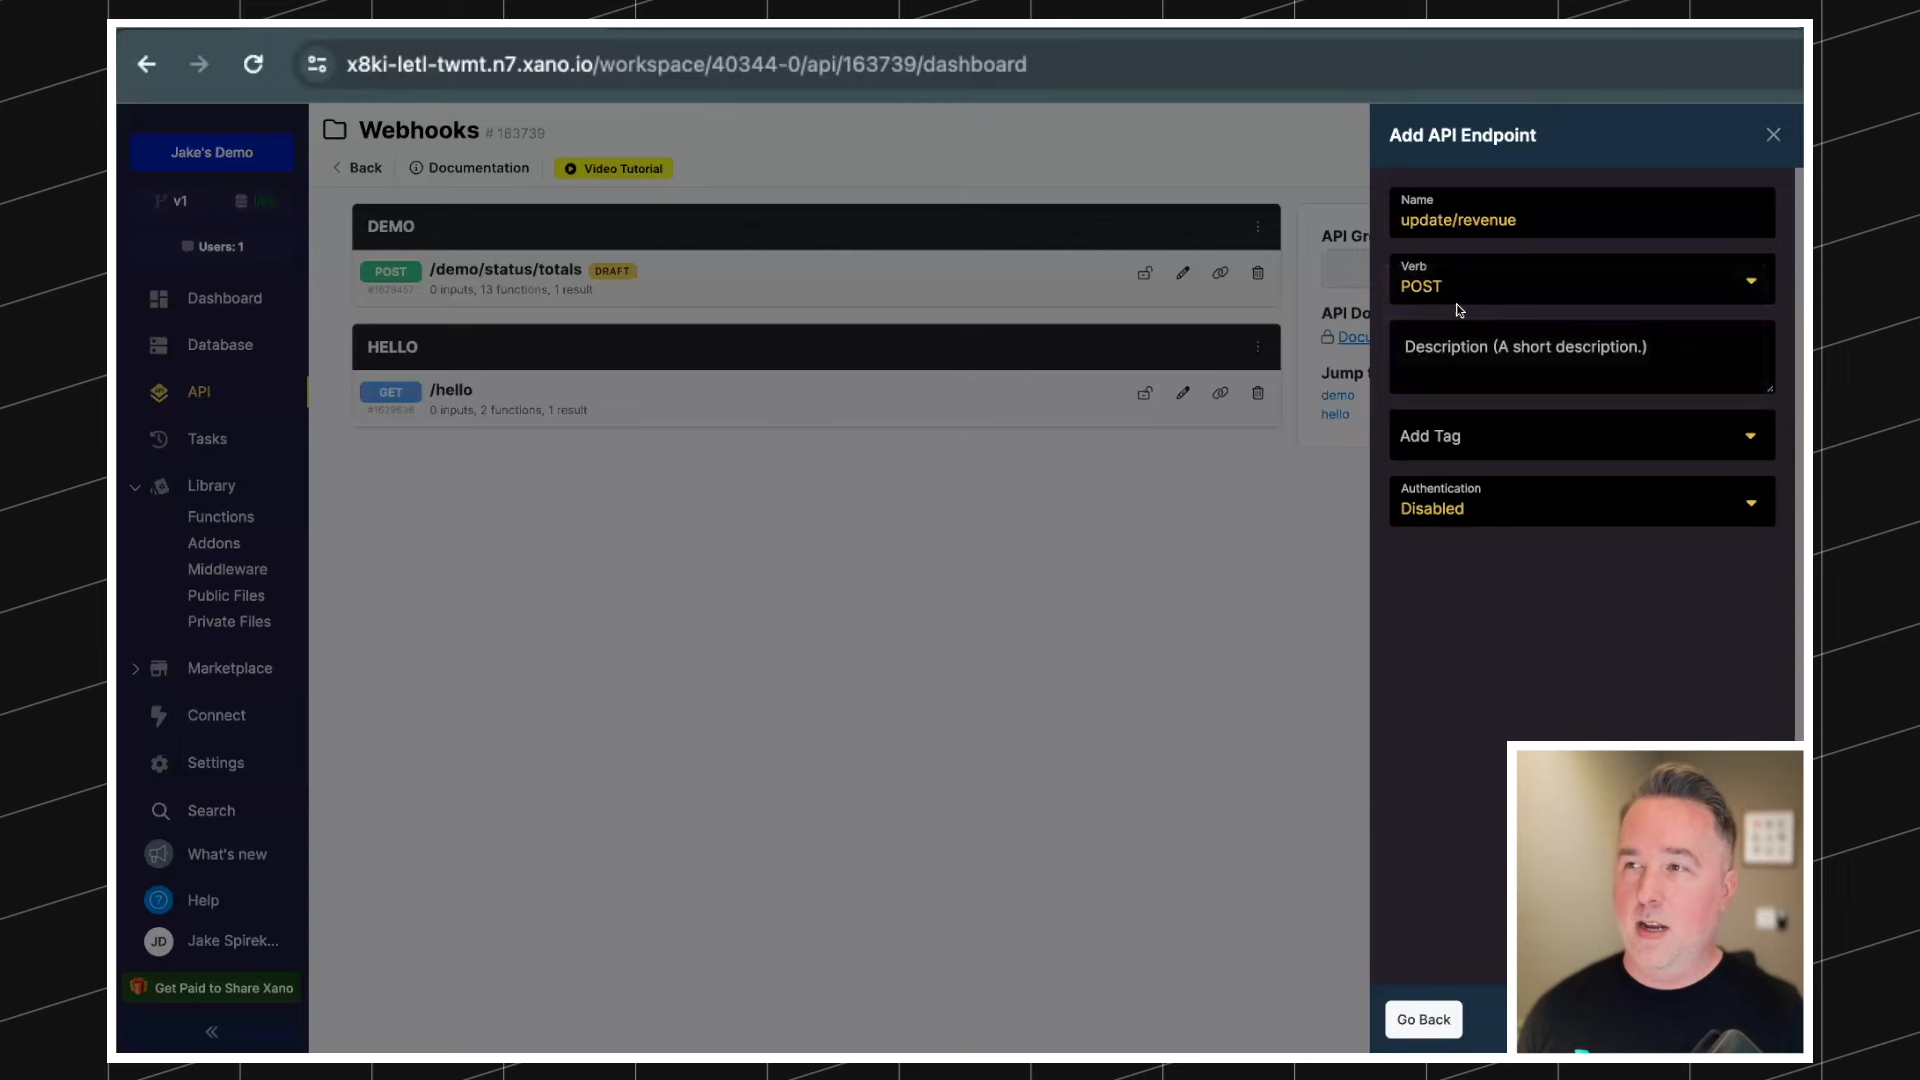 x8ki-letl-twmt.n7.xano.io/workspace/40344-0/api/163739/dashboard
Jake's Demo
v1
live
Users: 1
Dashboard
Database
API
Tasks
Library
Functions
Addons
Middleware
Public Files
Private Files
Marketplace
Connect
Settings
Search
What's new
Help
JD Jake Spirek...
Get Paid to Share Xano
Webhooks # 163739
Back
Documentation
Video Tutorial
DEMO
POST /demo/status/totals DRAFT
#1629457 0 inputs, 13 functions, 1 result
HELLO
GET /hello
#1629636 0 inputs, 2 functions, 1 result
API Gr
API Do
Docu
Jump t
demo
hello
Add API Endpoint
Name
update/revenue
Verb
POST
Description (A short description.)
Add Tag
Authentication
Disabled
Go Back